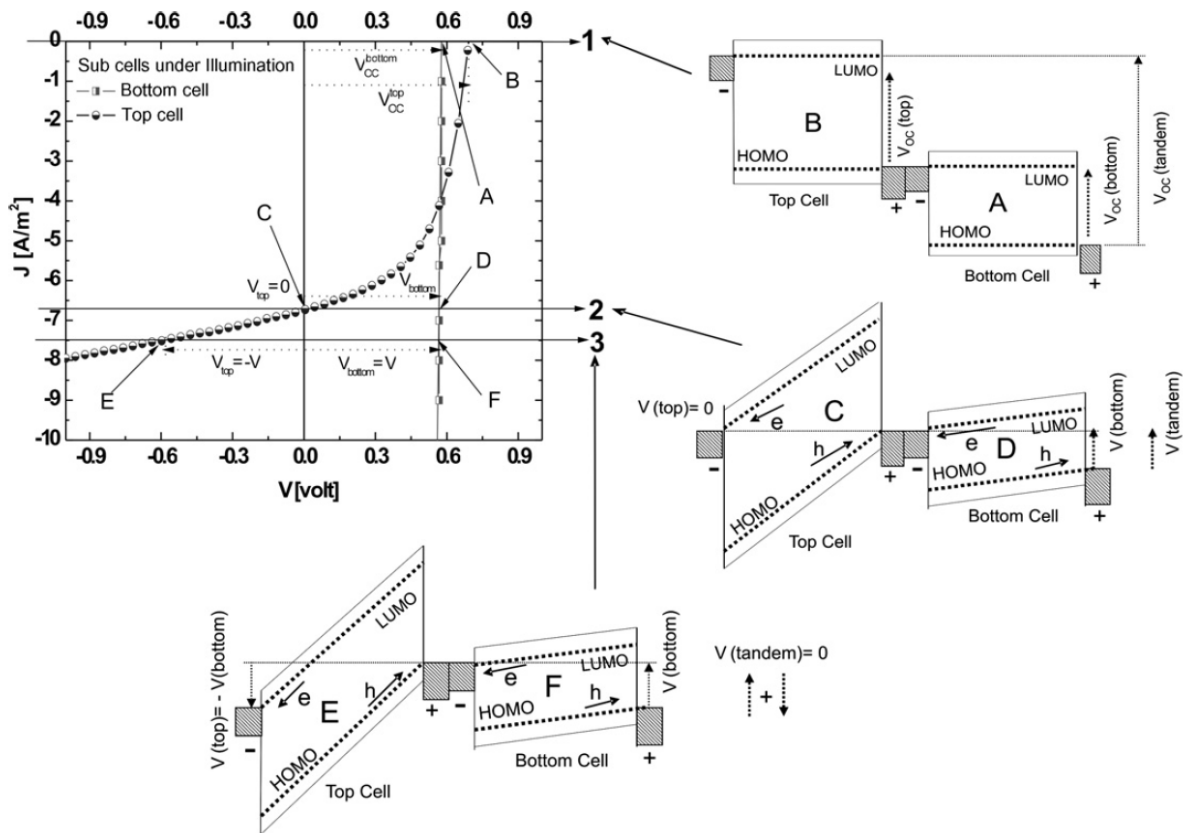 -0.9 -0.6 -0.3 0.0 0.3 0.6 0.9
-0
-1
-2
-3
-4
-5
-6
-7
-8
-9
-10
J [A/m²]
-0.9 -0.6 -0.3 0.0 0.3 0.6 0.9
V [volt]
Sub cells under Illumination
Bottom cell
Top cell
V_OC^bottom
V_OC^top
A
B
C
D
E
F
V_top=0
V_bottom
V_top=-V
V_bottom=V
1
2
3
LUMO
B
HOMO
Top Cell
-
+
-
V_OC (top)
LUMO
A
HOMO
Bottom Cell
+
V_OC (bottom)
V_OC (tandem)
V (top)= 0
-
LUMO
C
e
h
HOMO
Top Cell
+
-
LUMO
e
D
h
HOMO
Bottom Cell
+
V (bottom)
V (tandem)
V (top)= - V(bottom)
-
LUMO
e
h
E
HOMO
Top Cell
+
-
LUMO
e
F
h
HOMO
Bottom Cell
+
V (bottom)
V (tandem)= 0
+